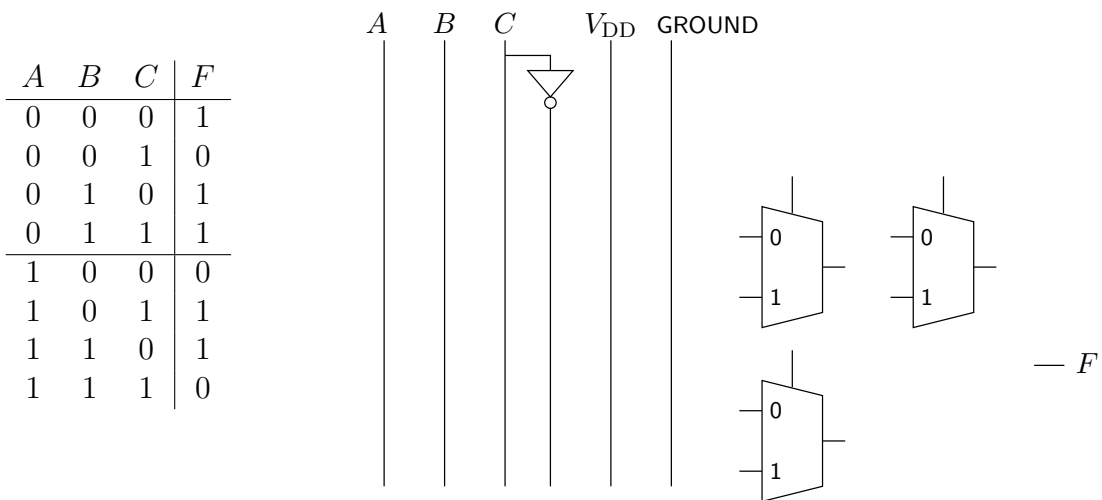 A B C F
0 0 0 1
0 0 1 0
0 1 0 1
0 1 1 1
1 0 0 0
1 0 1 1
1 1 0 1
1 1 1 0
A B C V_DD GROUND
0
1
0
1
0
1
F